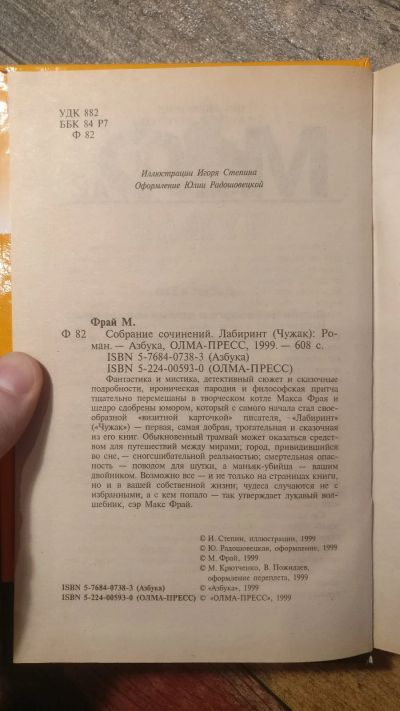 УДК 882
ББК 84 Р7
Ф 82
Иллюстрации Игоря Степина
Оформление Юлии Радошовецкой
Фрай М.
Ф 82 Собрание сочинений. Лабиринт (Чужак): Ро-
ман. — Азбука, ОЛМА-ПРЕСС, 1999. — 608 с.
ISBN 5-7684-0738-3 (Азбука)
ISBN 5-224-00593-0 (ОЛМА-ПРЕСС)
Фантастика и мистика, детективный сюжет и сказочные
подробности, ироническая пародия и философская притча
тщательно перемешаны в творческом котле Макса Фрая и
щедро сдобрены юмором, который с самого начала стал свое-
образной «визитной карточкой» писателя, «Лабиринт»
(«Чужак») — первая, самая добрая, трогательная и сказочная
из его книг. Обыкновенный трамвай может оказаться средст-
вом для путешествий между мирами; город, привидившийся
во сне, — сногсшибательной реальностью; смертельная опас-
ность — поводом для шутки, а маньяк-убийца — вашим
двойником. Возможно все — и не только на страницах книги,
но и в вашей собственной жизни; чудеса случаются не с
избранными, а с кем попало — так утверждает лукавый вол-
шебник, сэр Макс Фрай.
© И. Степин, иллюстрации, 1999
© Ю. Радошовецкая, оформление, 1999
© М. Фрай, 1999
© М. Крютченко, В. Пожидаев,
оформление переплета, 1999
ISBN 5-7684-0738-3 (Азбука) © «Азбука», 1999
ISBN 5-224-00593-0 (ОЛМА-ПРЕСС) © «ОЛМА-ПРЕСС», 1999